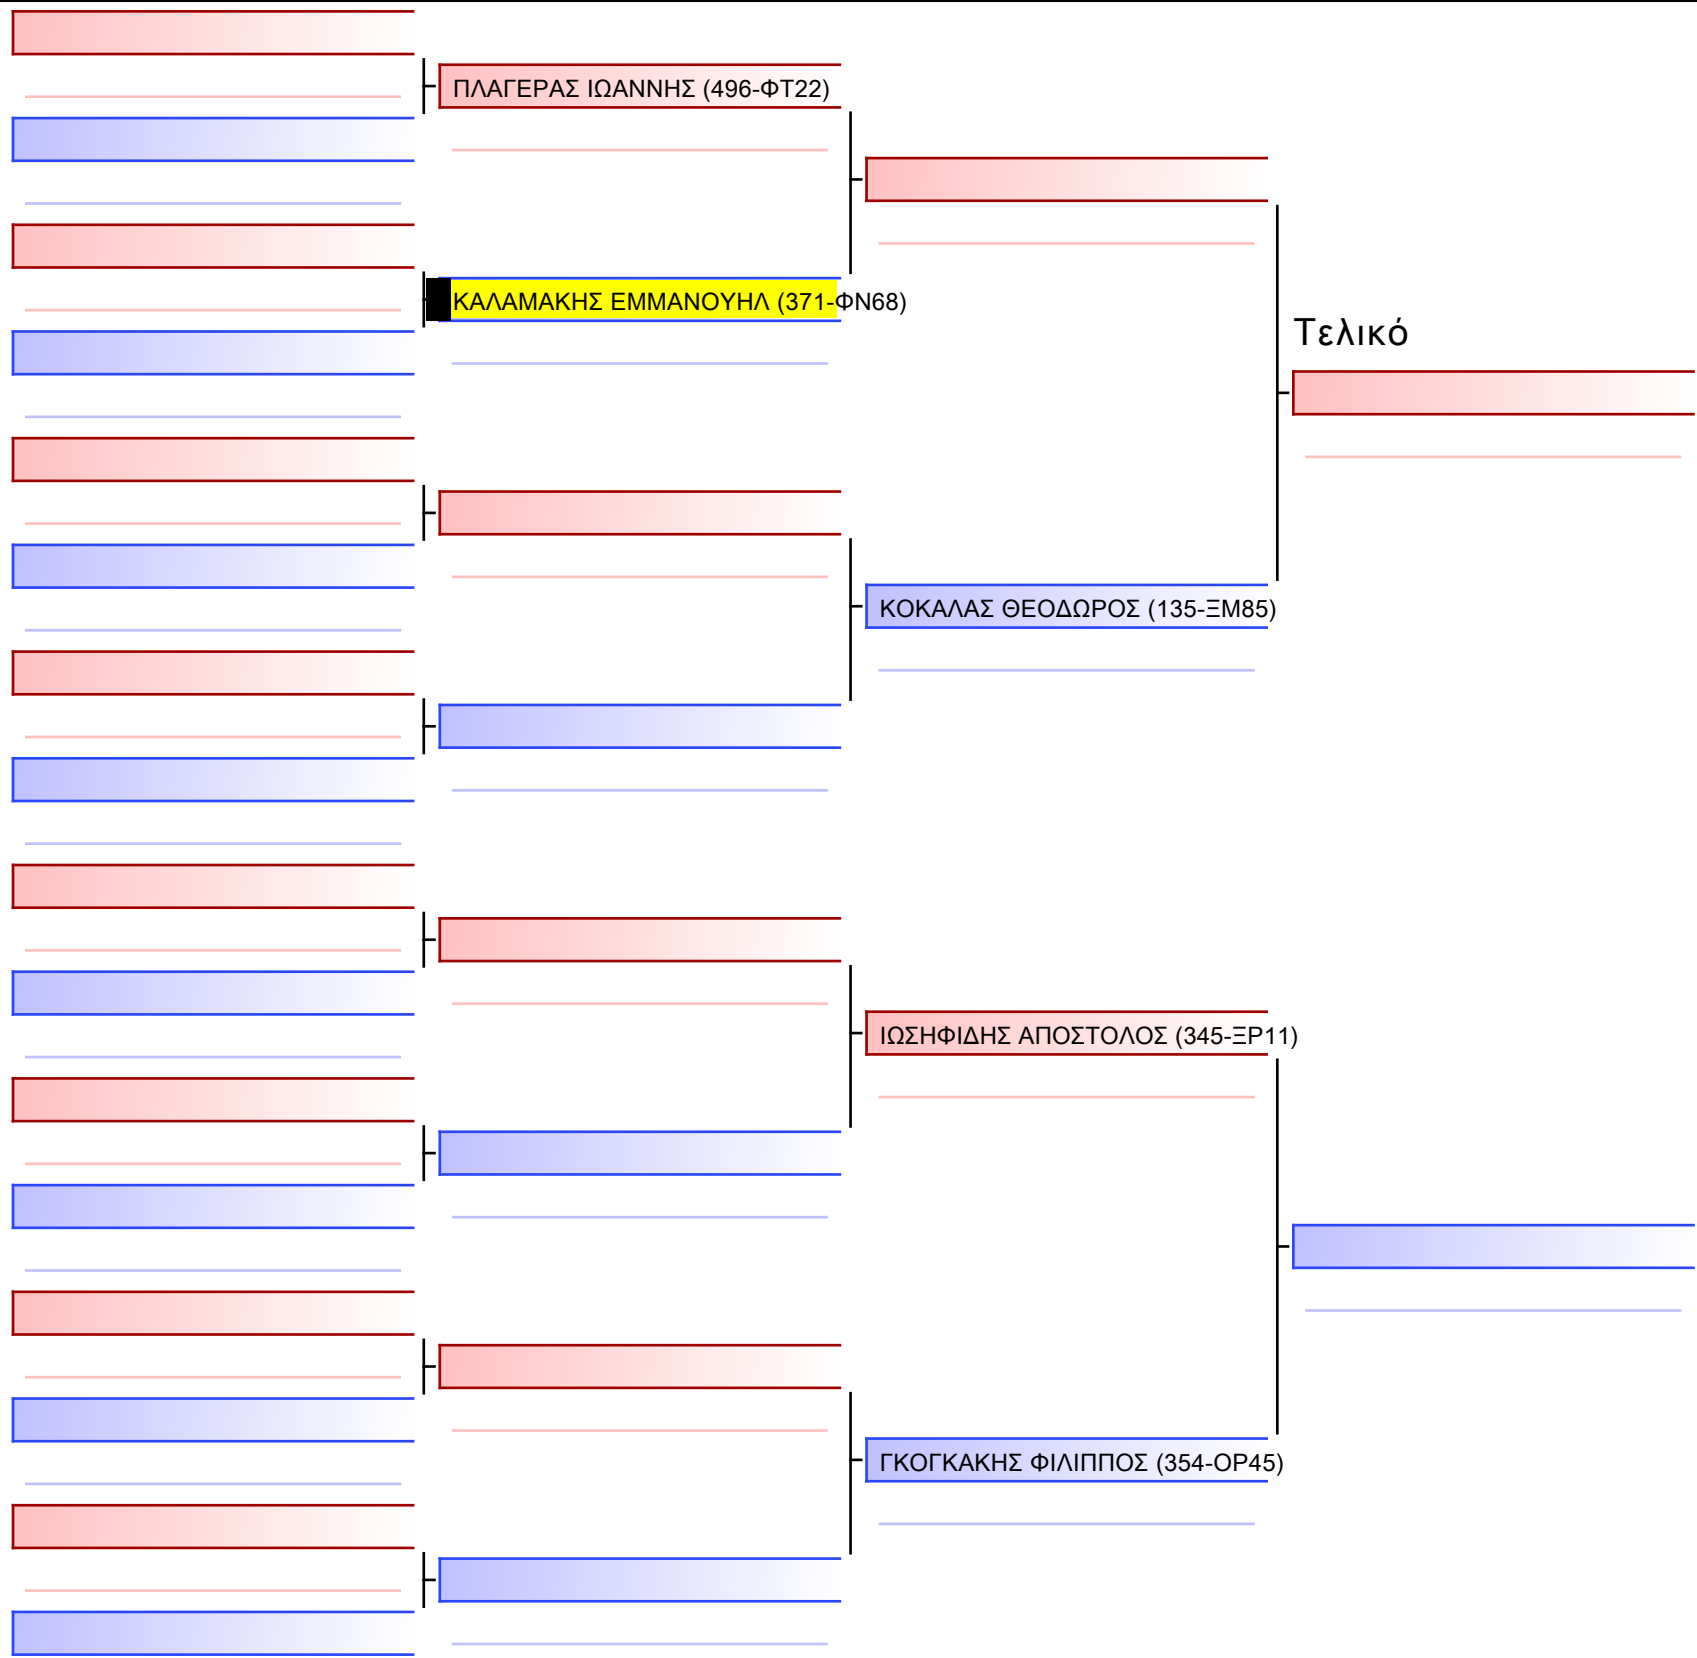 ΠΛΑΓΕΡΑΣ ΙΩΑΝΝΗΣ (496-ΦΤ22)
ΚΑΛΑΜΑΚΗΣ ΕΜΜΑΝΟΥΗΛ (371-ΦΝ68)
Τελικό
ΚΟΚΑΛΑΣ ΘΕΟΔΩΡΟΣ (135-ΞΜ85)
ΙΩΣΗΦΙΔΗΣ ΑΠΟΣΤΟΛΟΣ (345-ΞΡ11)
ΓΚΟΓΚΑΚΗΣ ΦΙΛΙΠΠΟΣ (354-ΟΡ45)